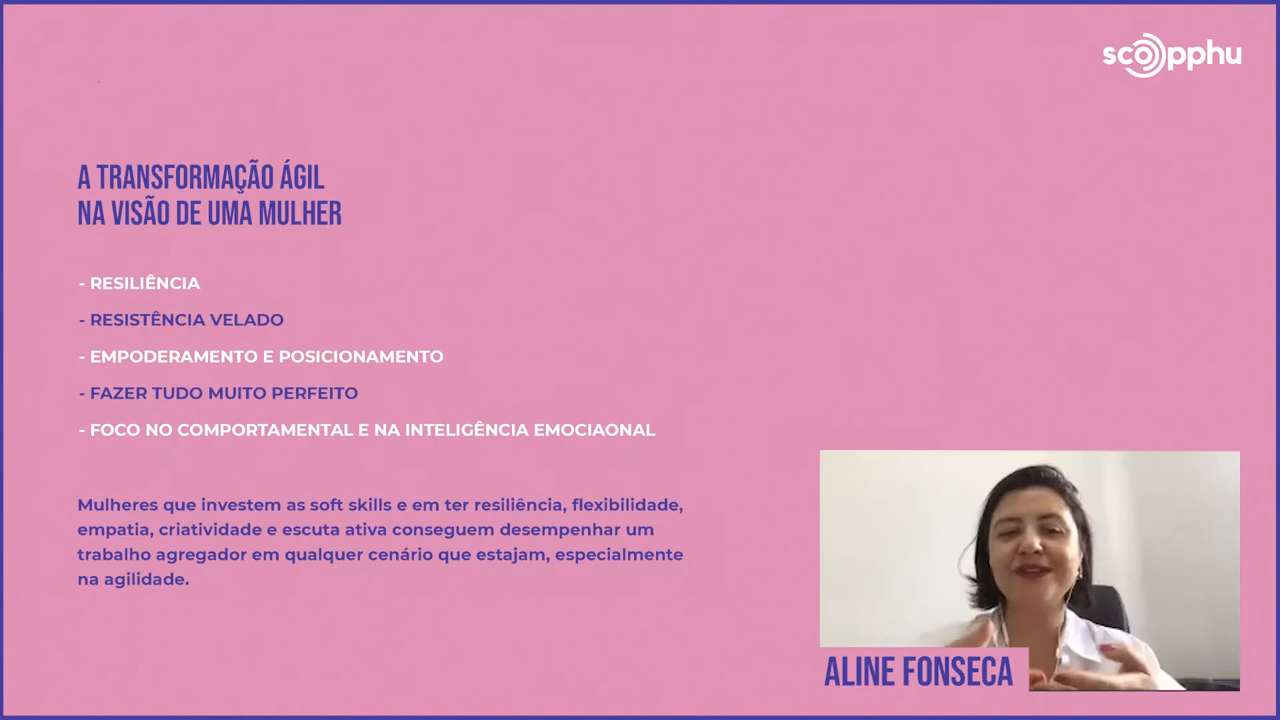 scopphu
A TRANSFORMAÇÃO ÁGIL
NA VISÃO DE UMA MULHER
- RESILIÊNCIA
- RESISTÊNCIA VELADO
- EMPODERAMENTO E POSICIONAMENTO
- FAZER TUDO MUITO PERFEITO
- FOCO NO COMPORTAMENTAL E NA INTELIGÊNCIA EMOCIAONAL
Mulheres que investem as soft skills e em ter resiliência, flexibilidade,
empatia, criatividade e escuta ativa conseguem desempenhar um
trabalho agregador em qualquer cenário que estajam, especialmente
na agilidade.
ALINE FONSECA